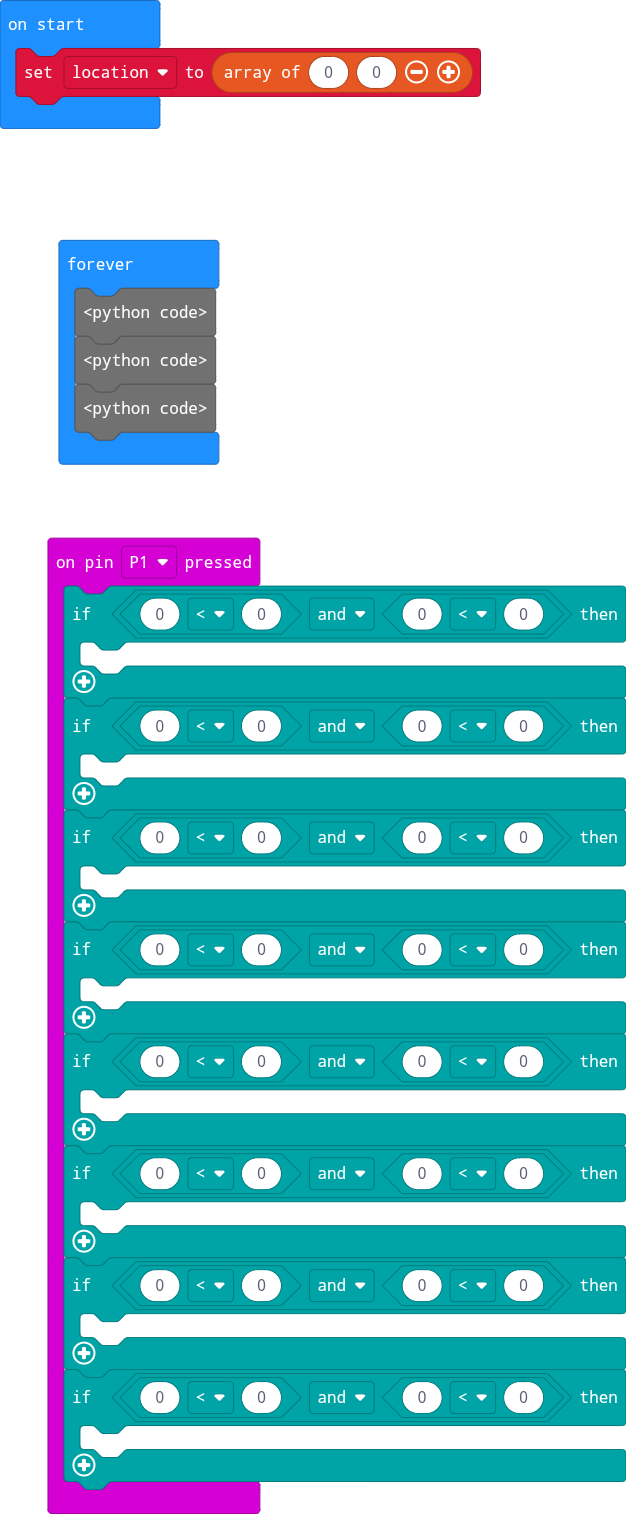 on start
set location to array of 0 0
forever
<python code>
<python code>
<python code>
on pin P1 pressed
if 0 < 0 and 0 < 0 then
if 0 < 0 and 0 < 0 then
if 0 < 0 and 0 < 0 then
if 0 < 0 and 0 < 0 then
if 0 < 0 and 0 < 0 then
if 0 < 0 and 0 < 0 then
if 0 < 0 and 0 < 0 then
if 0 < 0 and 0 < 0 then